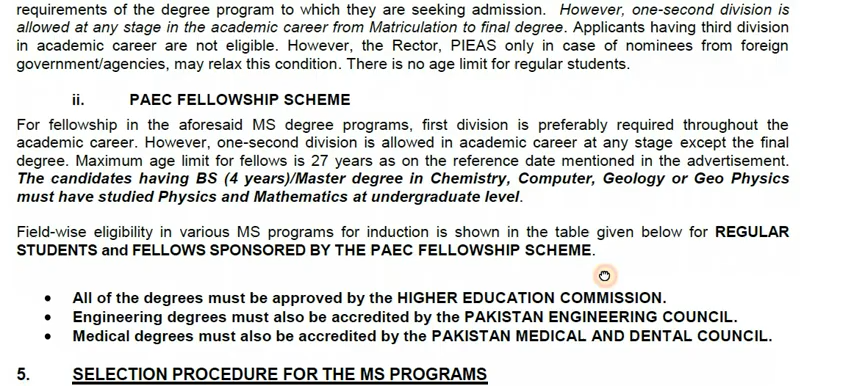 requirements of the degree program to which they are seeking admission. However, one-second division is
allowed at any stage in the academic career from Matriculation to final degree. Applicants having third division
in academic career are not eligible. However, the Rector, PIEAS only in case of nominees from foreign
government/agencies, may relax this condition. There is no age limit for regular students.
ii. PAEC FELLOWSHIP SCHEME
For fellowship in the aforesaid MS degree programs, first division is preferably required throughout the
academic career. However, one-second division is allowed in academic career at any stage except the final
degree. Maximum age limit for fellows is 27 years as on the reference date mentioned in the advertisement.
The candidates having BS (4 years)/Master degree in Chemistry, Computer, Geology or Geo Physics
must have studied Physics and Mathematics at undergraduate level.
Field-wise eligibility in various MS programs for induction is shown in the table given below for REGULAR
STUDENTS and FELLOWS SPONSORED BY THE PAEC FELLOWSHIP SCHEME.
• All of the degrees must be approved by the HIGHER EDUCATION COMMISSION.
• Engineering degrees must also be accredited by the PAKISTAN ENGINEERING COUNCIL.
• Medical degrees must also be accredited by the PAKISTAN MEDICAL AND DENTAL COUNCIL.
5. SELECTION PROCEDURE FOR THE MS PROGRAMS